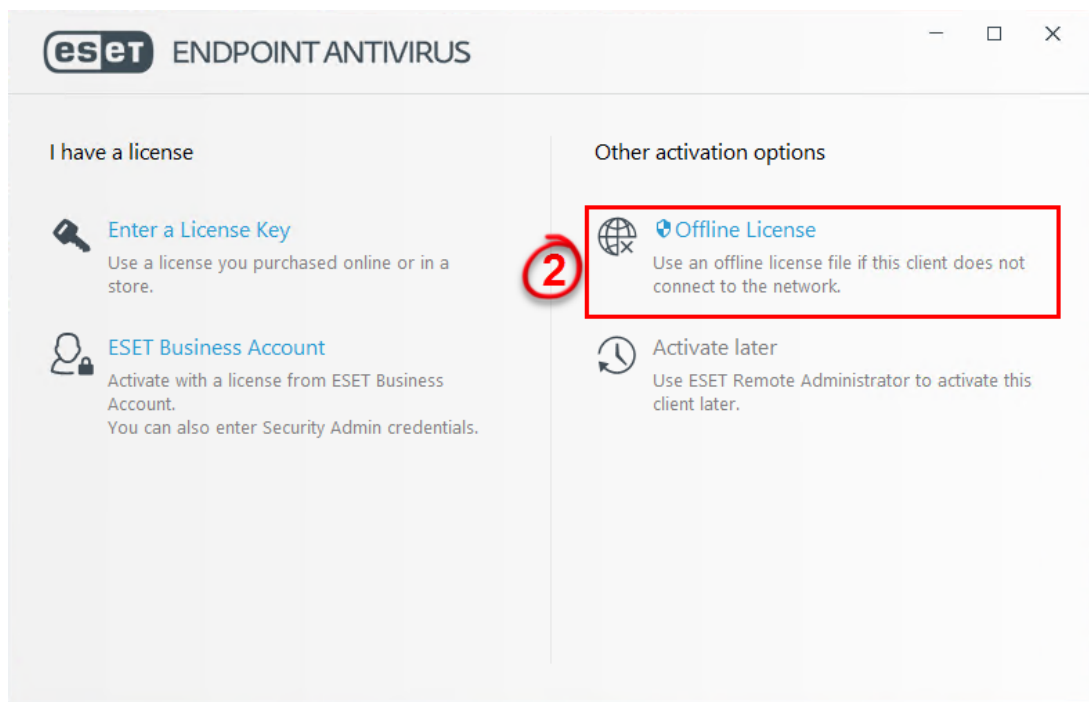 eset ENDPOINT ANTIVIRUS
I have a license
Enter a License Key
Use a license you purchased online or in a
store.
ESET Business Account
Activate with a license from ESET Business
Account.
You can also enter Security Admin credentials.
Other activation options
2
Offline License
Use an offline license file if this client does not
connect to the network.
Activate later
Use ESET Remote Administrator to activate this
client later.